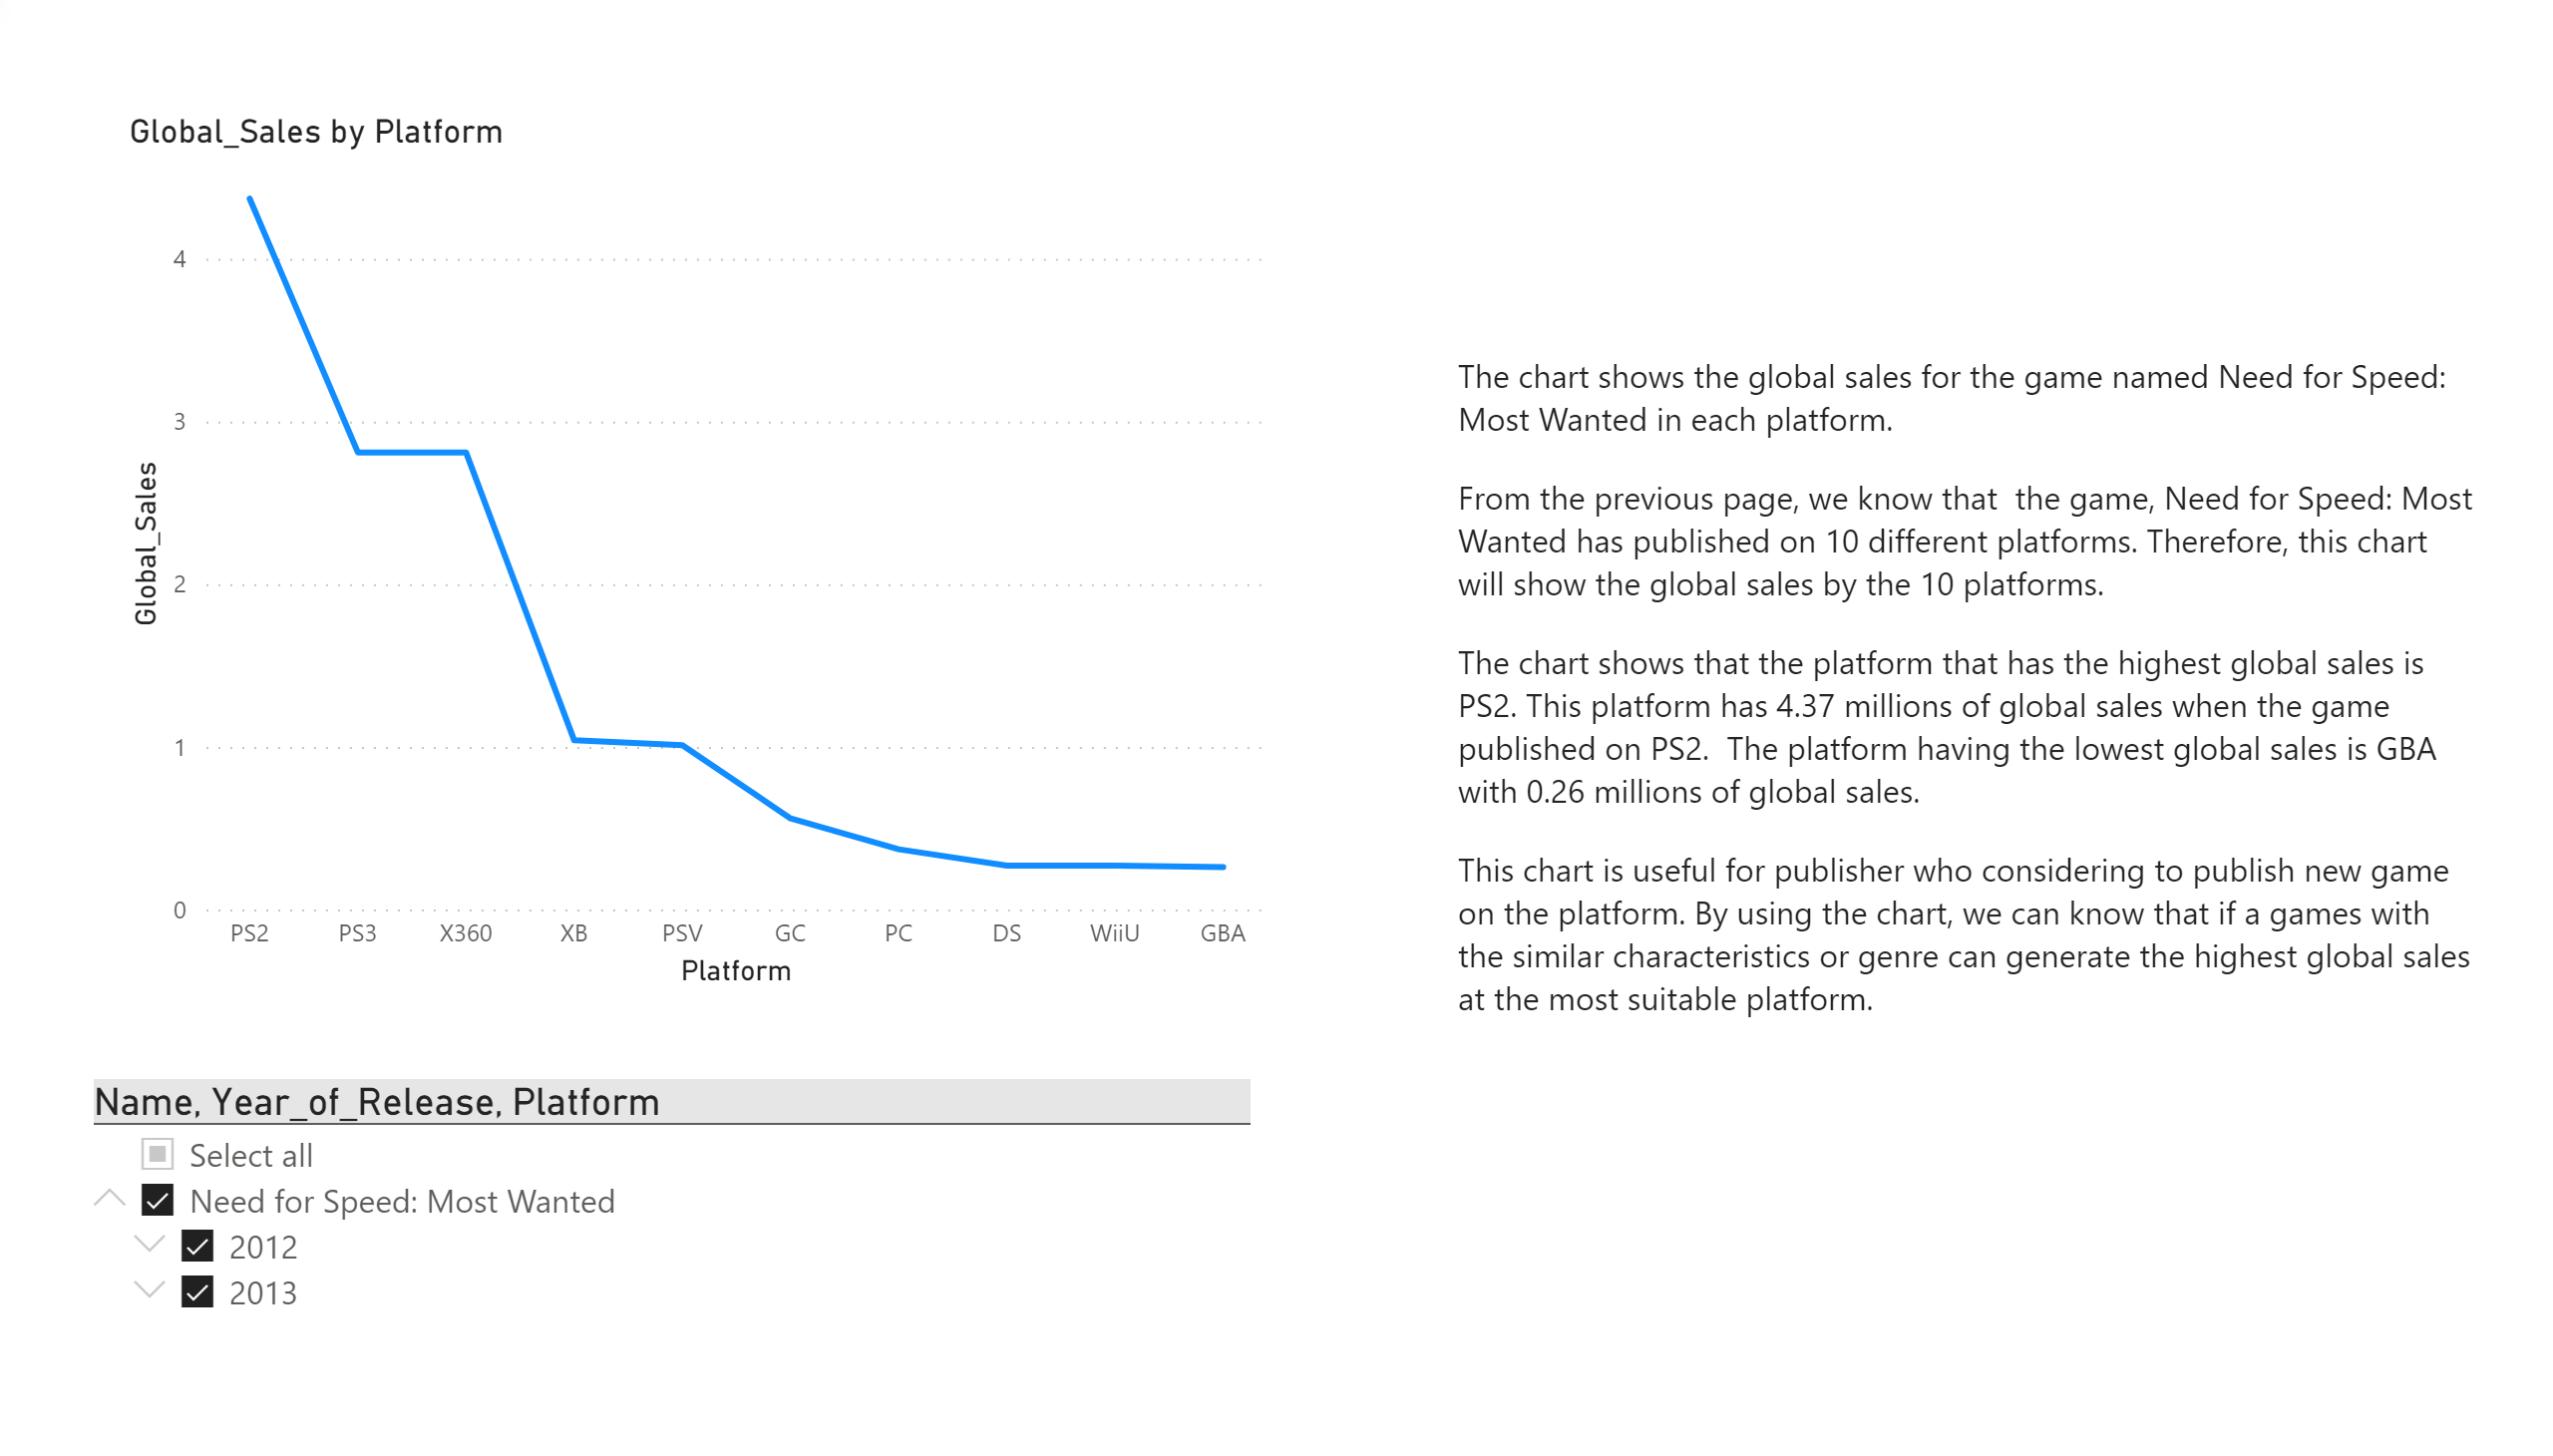 Global_Sales by Platform
4
3
2
1
0
Global_Sales
PS2 PS3 X360 XB PSV GC PC DS WiiU GBA
Platform
The chart shows the global sales for the game named Need for Speed:
Most Wanted in each platform.
From the previous page, we know that  the game, Need for Speed: Most
Wanted has published on 10 different platforms. Therefore, this chart
will show the global sales by the 10 platforms.
The chart shows that the platform that has the highest global sales is
PS2. This platform has 4.37 millions of global sales when the game
published on PS2.  The platform having the lowest global sales is GBA
with 0.26 millions of global sales.
This chart is useful for publisher who considering to publish new game
on the platform. By using the chart, we can know that if a games with
the similar characteristics or genre can generate the highest global sales
at the most suitable platform.
Name, Year_of_Release, Platform
Select all
Need for Speed: Most Wanted
2012
2013